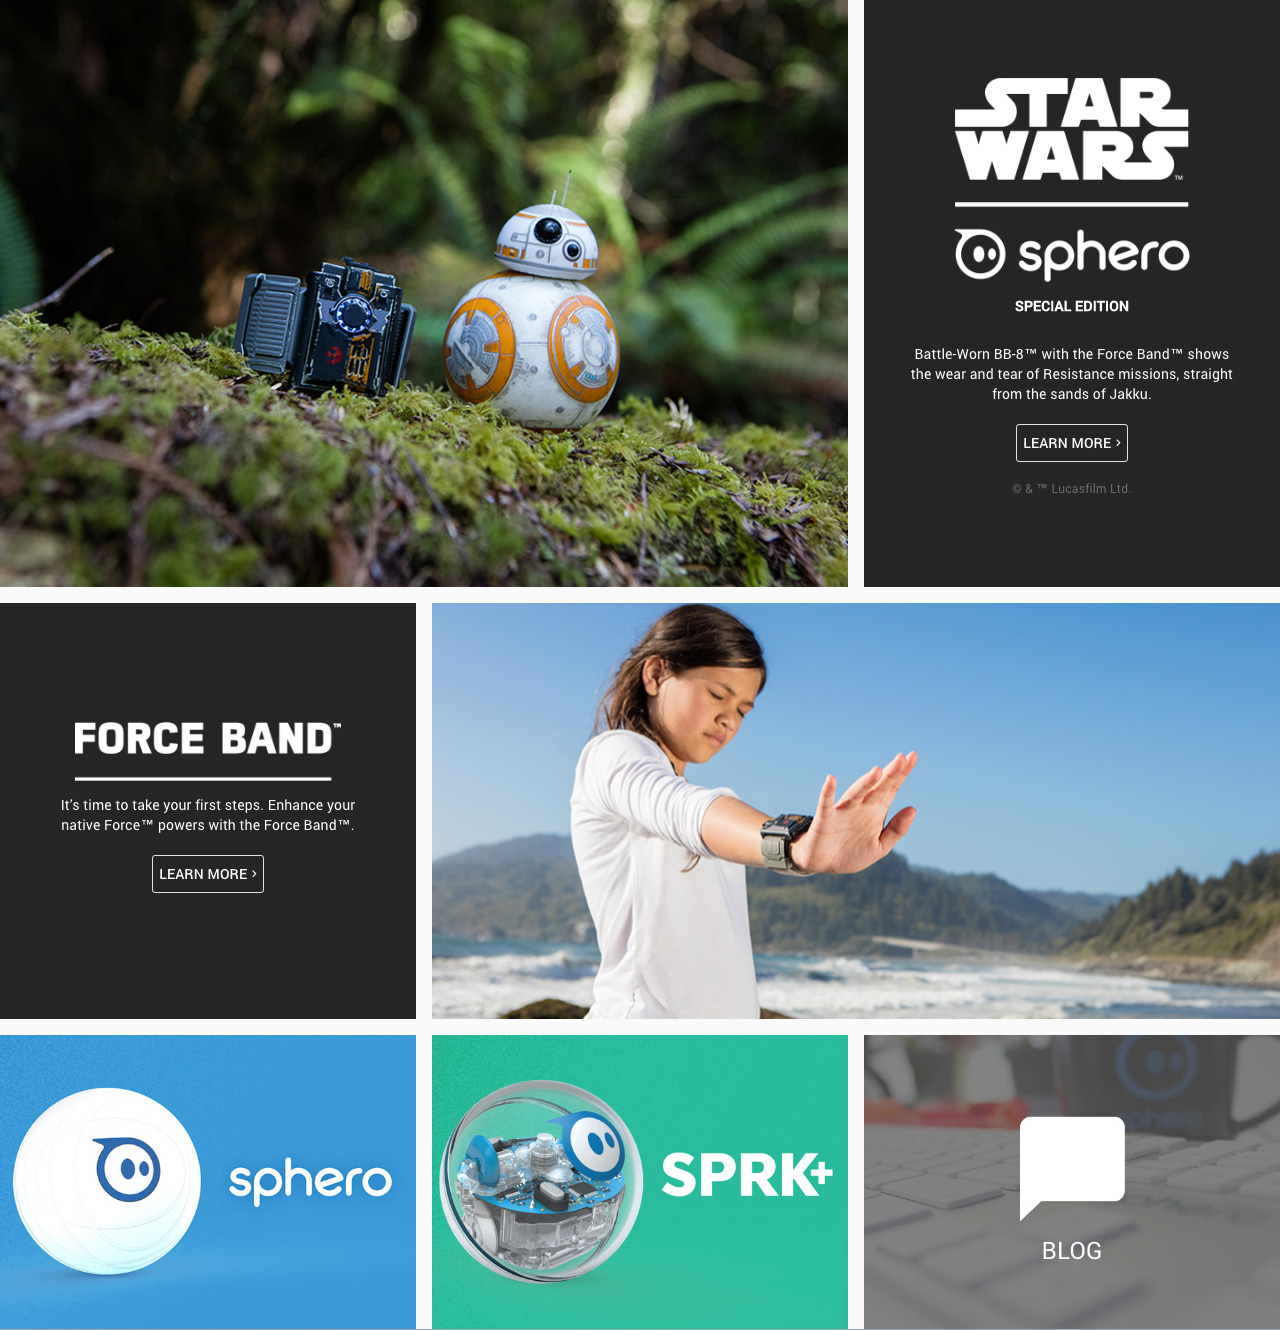 STAR
WARS™
sphero
SPECIAL EDITION
Battle-Worn BB-8™ with the Force Band™ shows
the wear and tear of Resistance missions, straight
from the sands of Jakku.
LEARN MORE >
© & ™ Lucasfilm Ltd.
FORCE BAND™
It's time to take your first steps. Enhance your
native Force™ powers with the Force Band™.
LEARN MORE >
sphero
SPRK+
sphero
BLOG